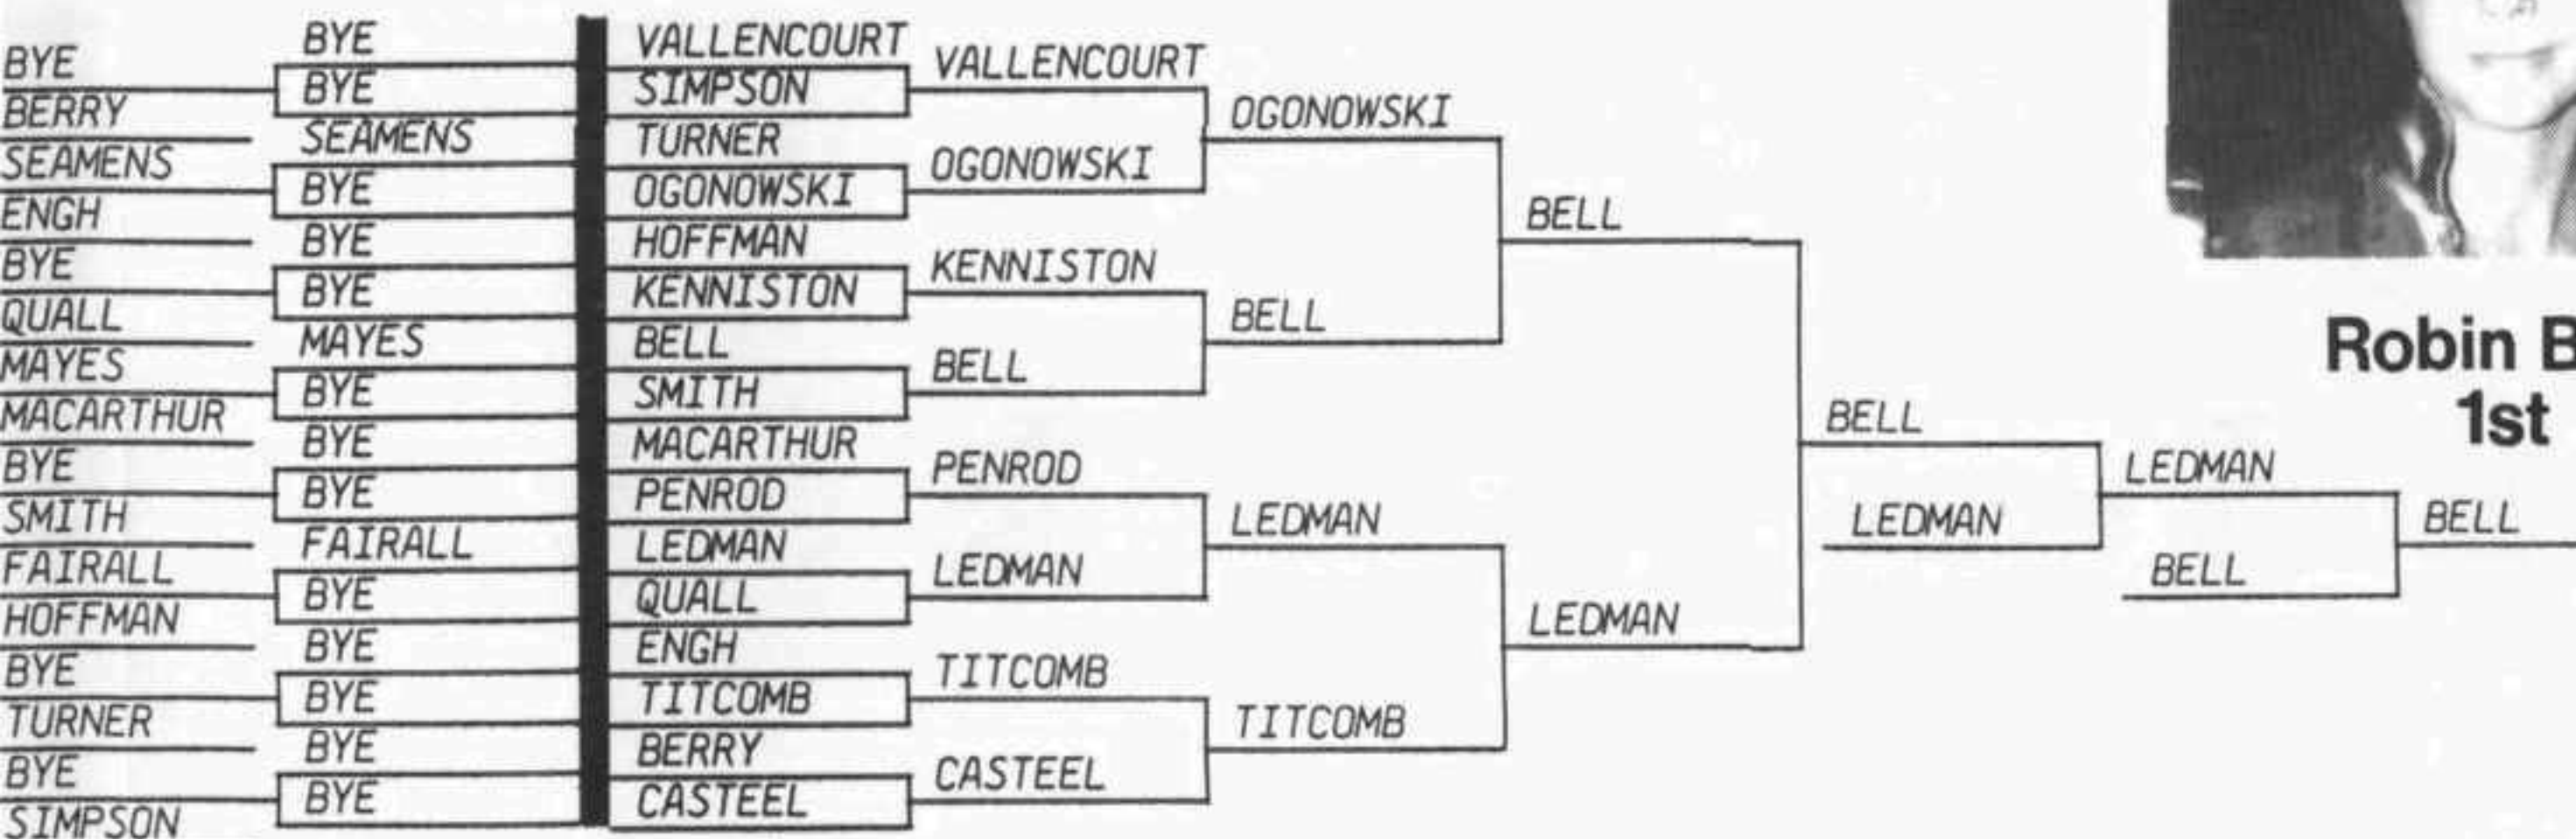 BYE
BERRY
SEAMENS
ENGH
BYE
QUALL
MAYES
MACARTHUR
BYE
SMITH
FAIRALL
HOFFMAN
BYE
TURNER
BYE
SIMPSON
BYE
BYE
SEAMENS
BYE
BYE
BYE
MAYES
BYE
BYE
BYE
FAIRALL
BYE
BYE
BYE
BYE
BYE
VALLENCOURT
SIMPSON
TURNER
OGONOWSKI
HOFFMAN
KENNISTON
BELL
SMITH
MACARTHUR
PENROD
LEDMAN
QUALL
ENGH
TITCOMB
BERRY
CASTEEL
VALLENCOURT
OGONOWSKI
KENNISTON
BELL
PENROD
LEDMAN
TITCOMB
CASTEEL
OGONOWSKI
BELL
LEDMAN
TITCOMB
BELL
LEDMAN
BELL
LEDMAN
LEDMAN
BELL
BELL
Robin B
1st